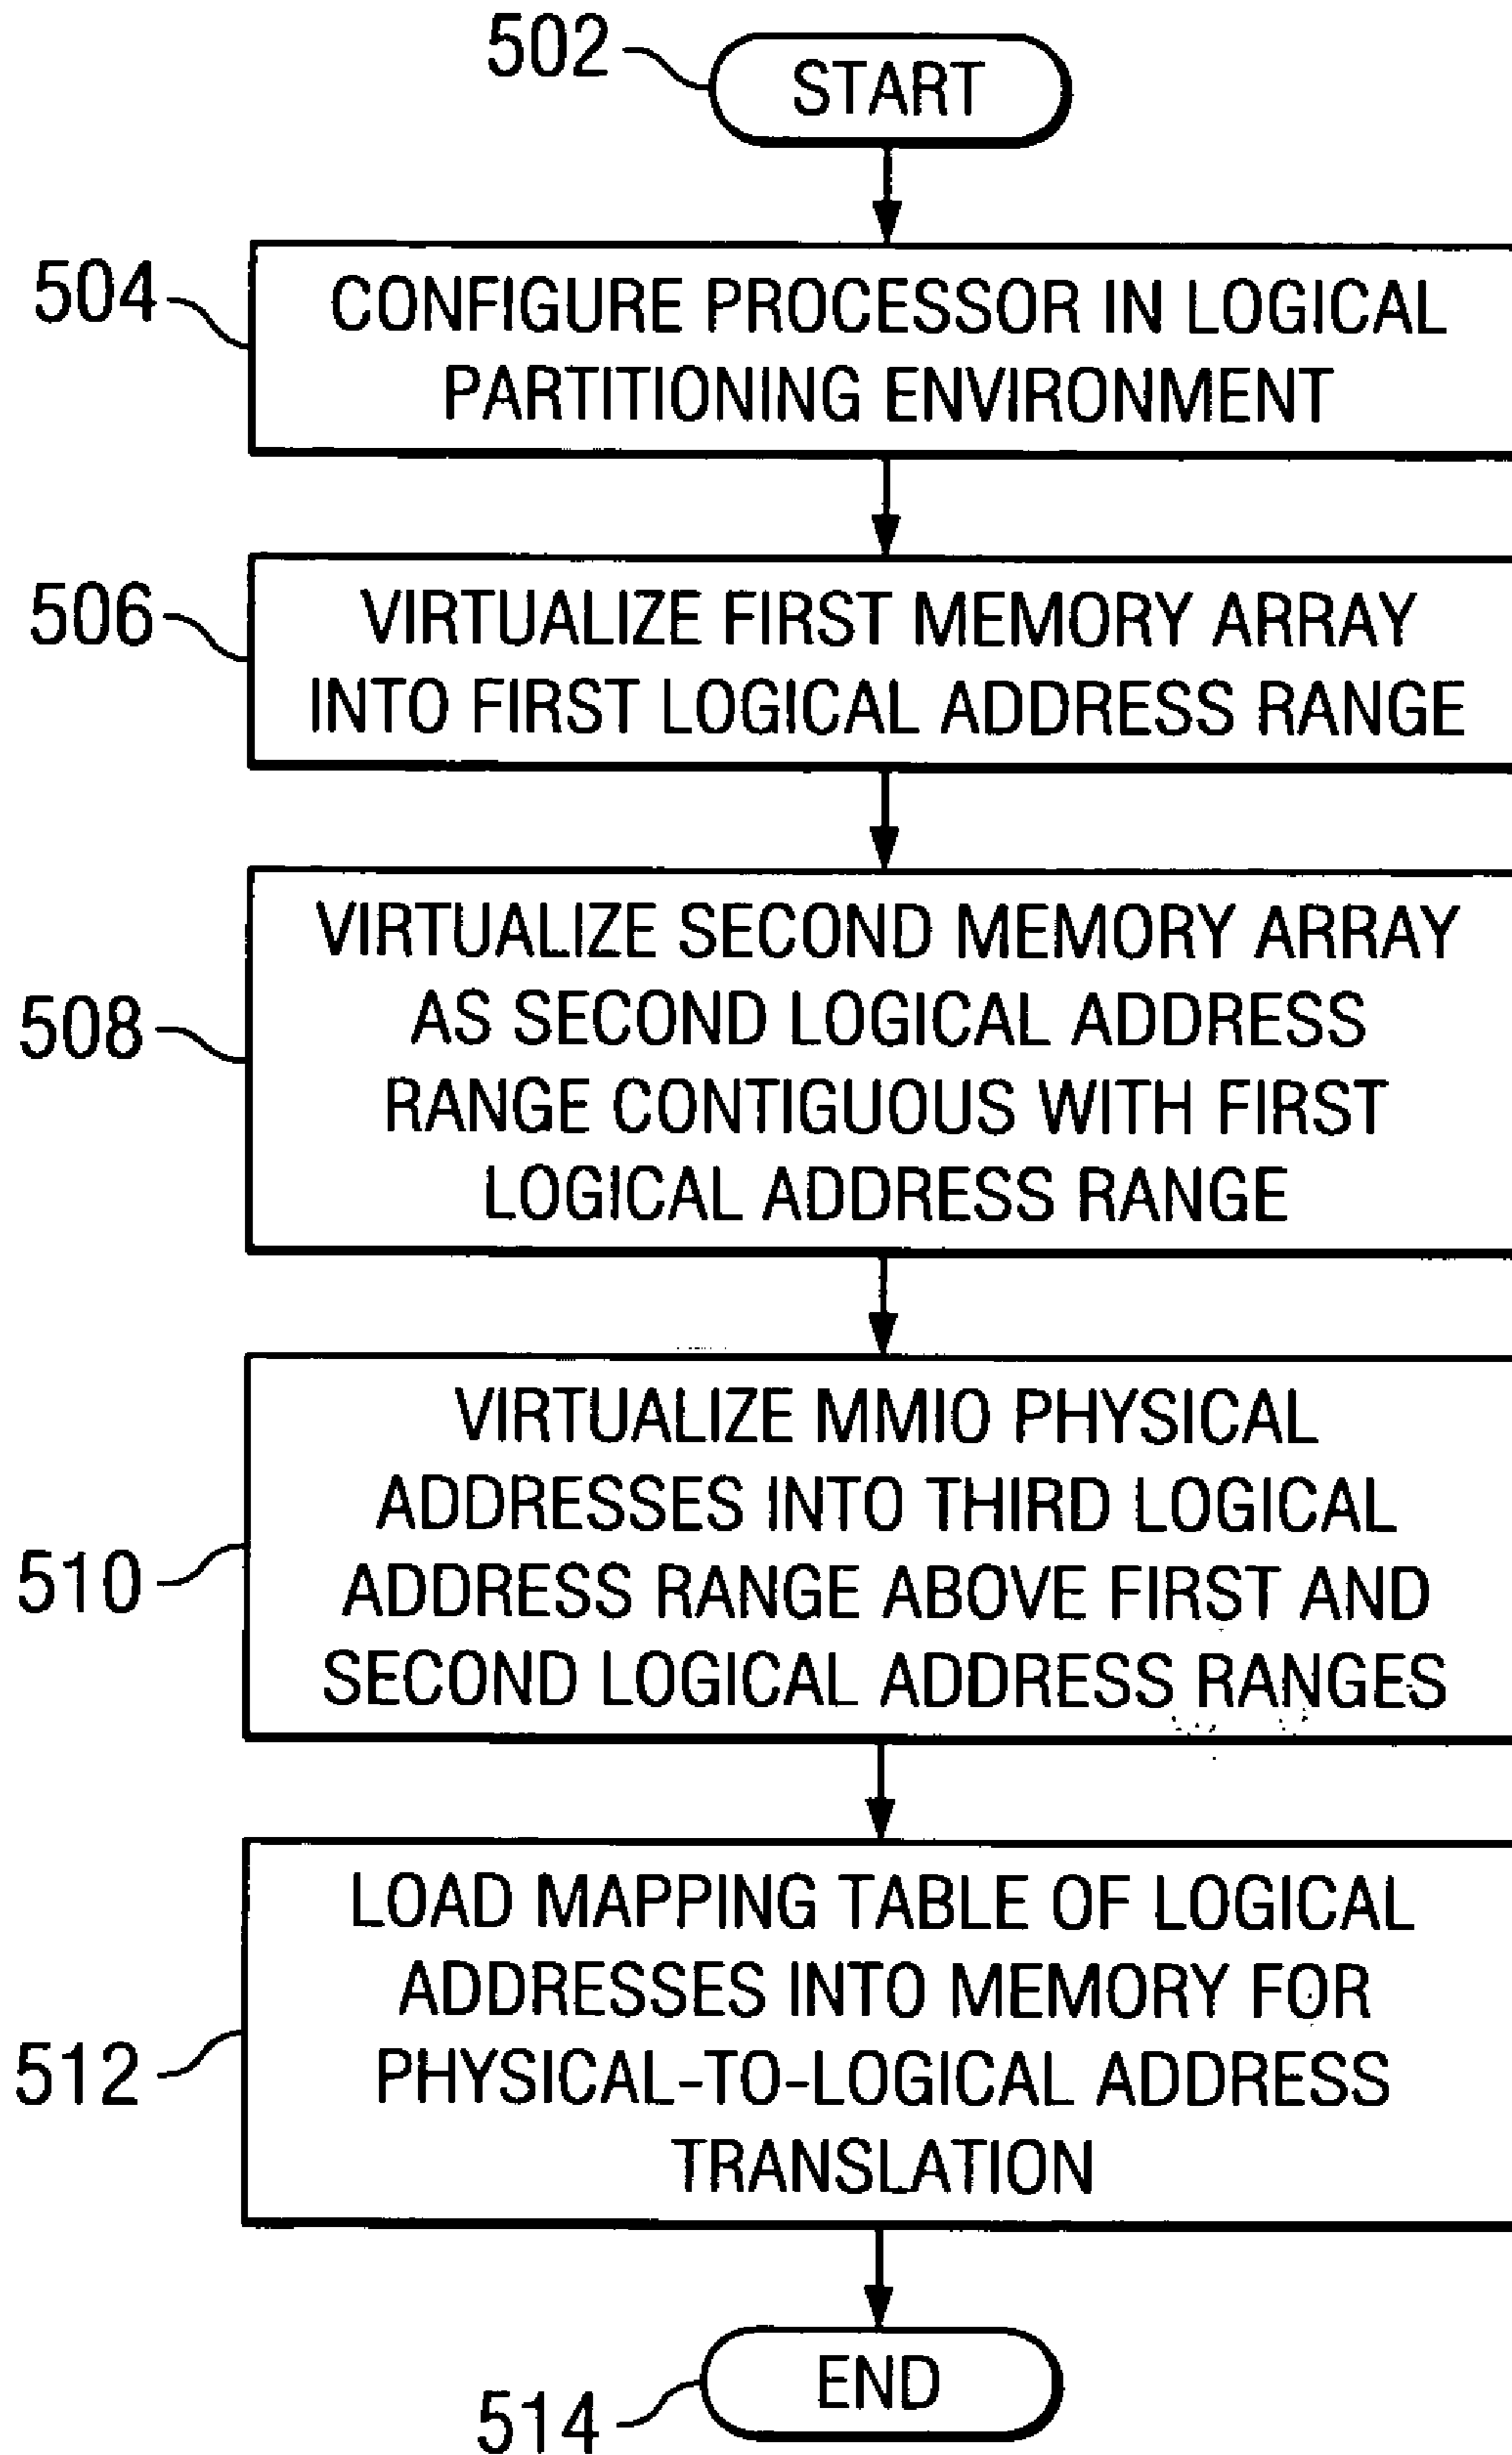 502
START
504
CONFIGURE PROCESSOR IN LOGICAL
PARTITIONING ENVIRONMENT
506
VIRTUALIZE FIRST MEMORY ARRAY
INTO FIRST LOGICAL ADDRESS RANGE
508
VIRTUALIZE SECOND MEMORY ARRAY
AS SECOND LOGICAL ADDRESS
RANGE CONTIGUOUS WITH FIRST
LOGICAL ADDRESS RANGE
510
VIRTUALIZE MMIO PHYSICAL
ADDRESSES INTO THIRD LOGICAL
ADDRESS RANGE ABOVE FIRST AND
SECOND LOGICAL ADDRESS RANGES
512
LOAD MAPPING TABLE OF LOGICAL
ADDRESSES INTO MEMORY FOR
PHYSICAL-TO-LOGICAL ADDRESS
TRANSLATION
514
END